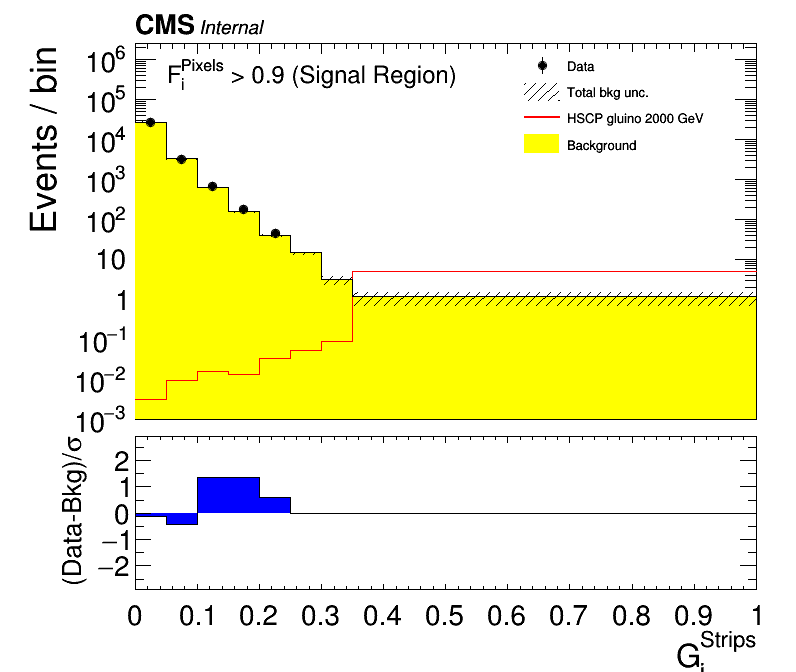 CMS Internal
F_i^Pixels > 0.9 (Signal Region)
Data
Total bkg unc.
HSCP gluino 2000 GeV
Background
Events / bin
10^6
10^5
10^4
10^3
10^2
10
1
10^−1
10^−2
10^−3
(Data-Bkg)/σ
2
1
0
−1
−2
0 0.1 0.2 0.3 0.4 0.5 0.6 0.7 0.8 0.9 1
G_i^Strips